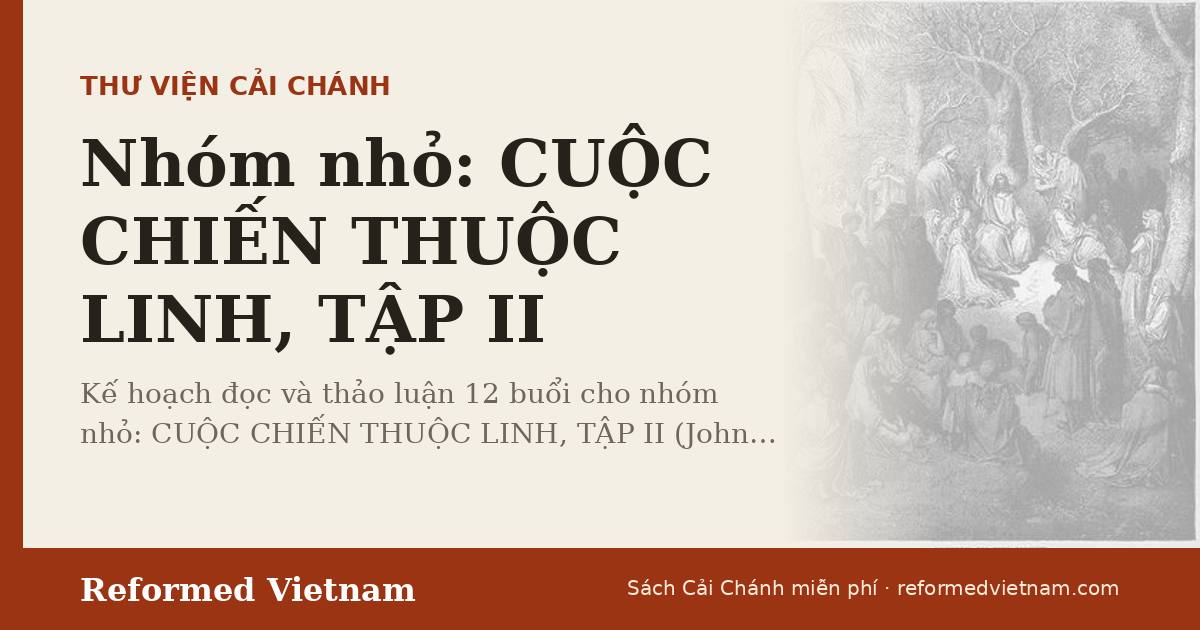 THƯ VIỆN CẢI CHÁNH
Nhóm nhỏ: CUỘC
CHIẾN THUỘC
LINH, TẬP II
Kế hoạch đọc và thảo luận 12 buổi cho nhóm
nhỏ: CUỘC CHIẾN THUỘC LINH, TẬP II (John...
Reformed Vietnam
Sách Cải Chánh miễn phí · reformedvietnam.com